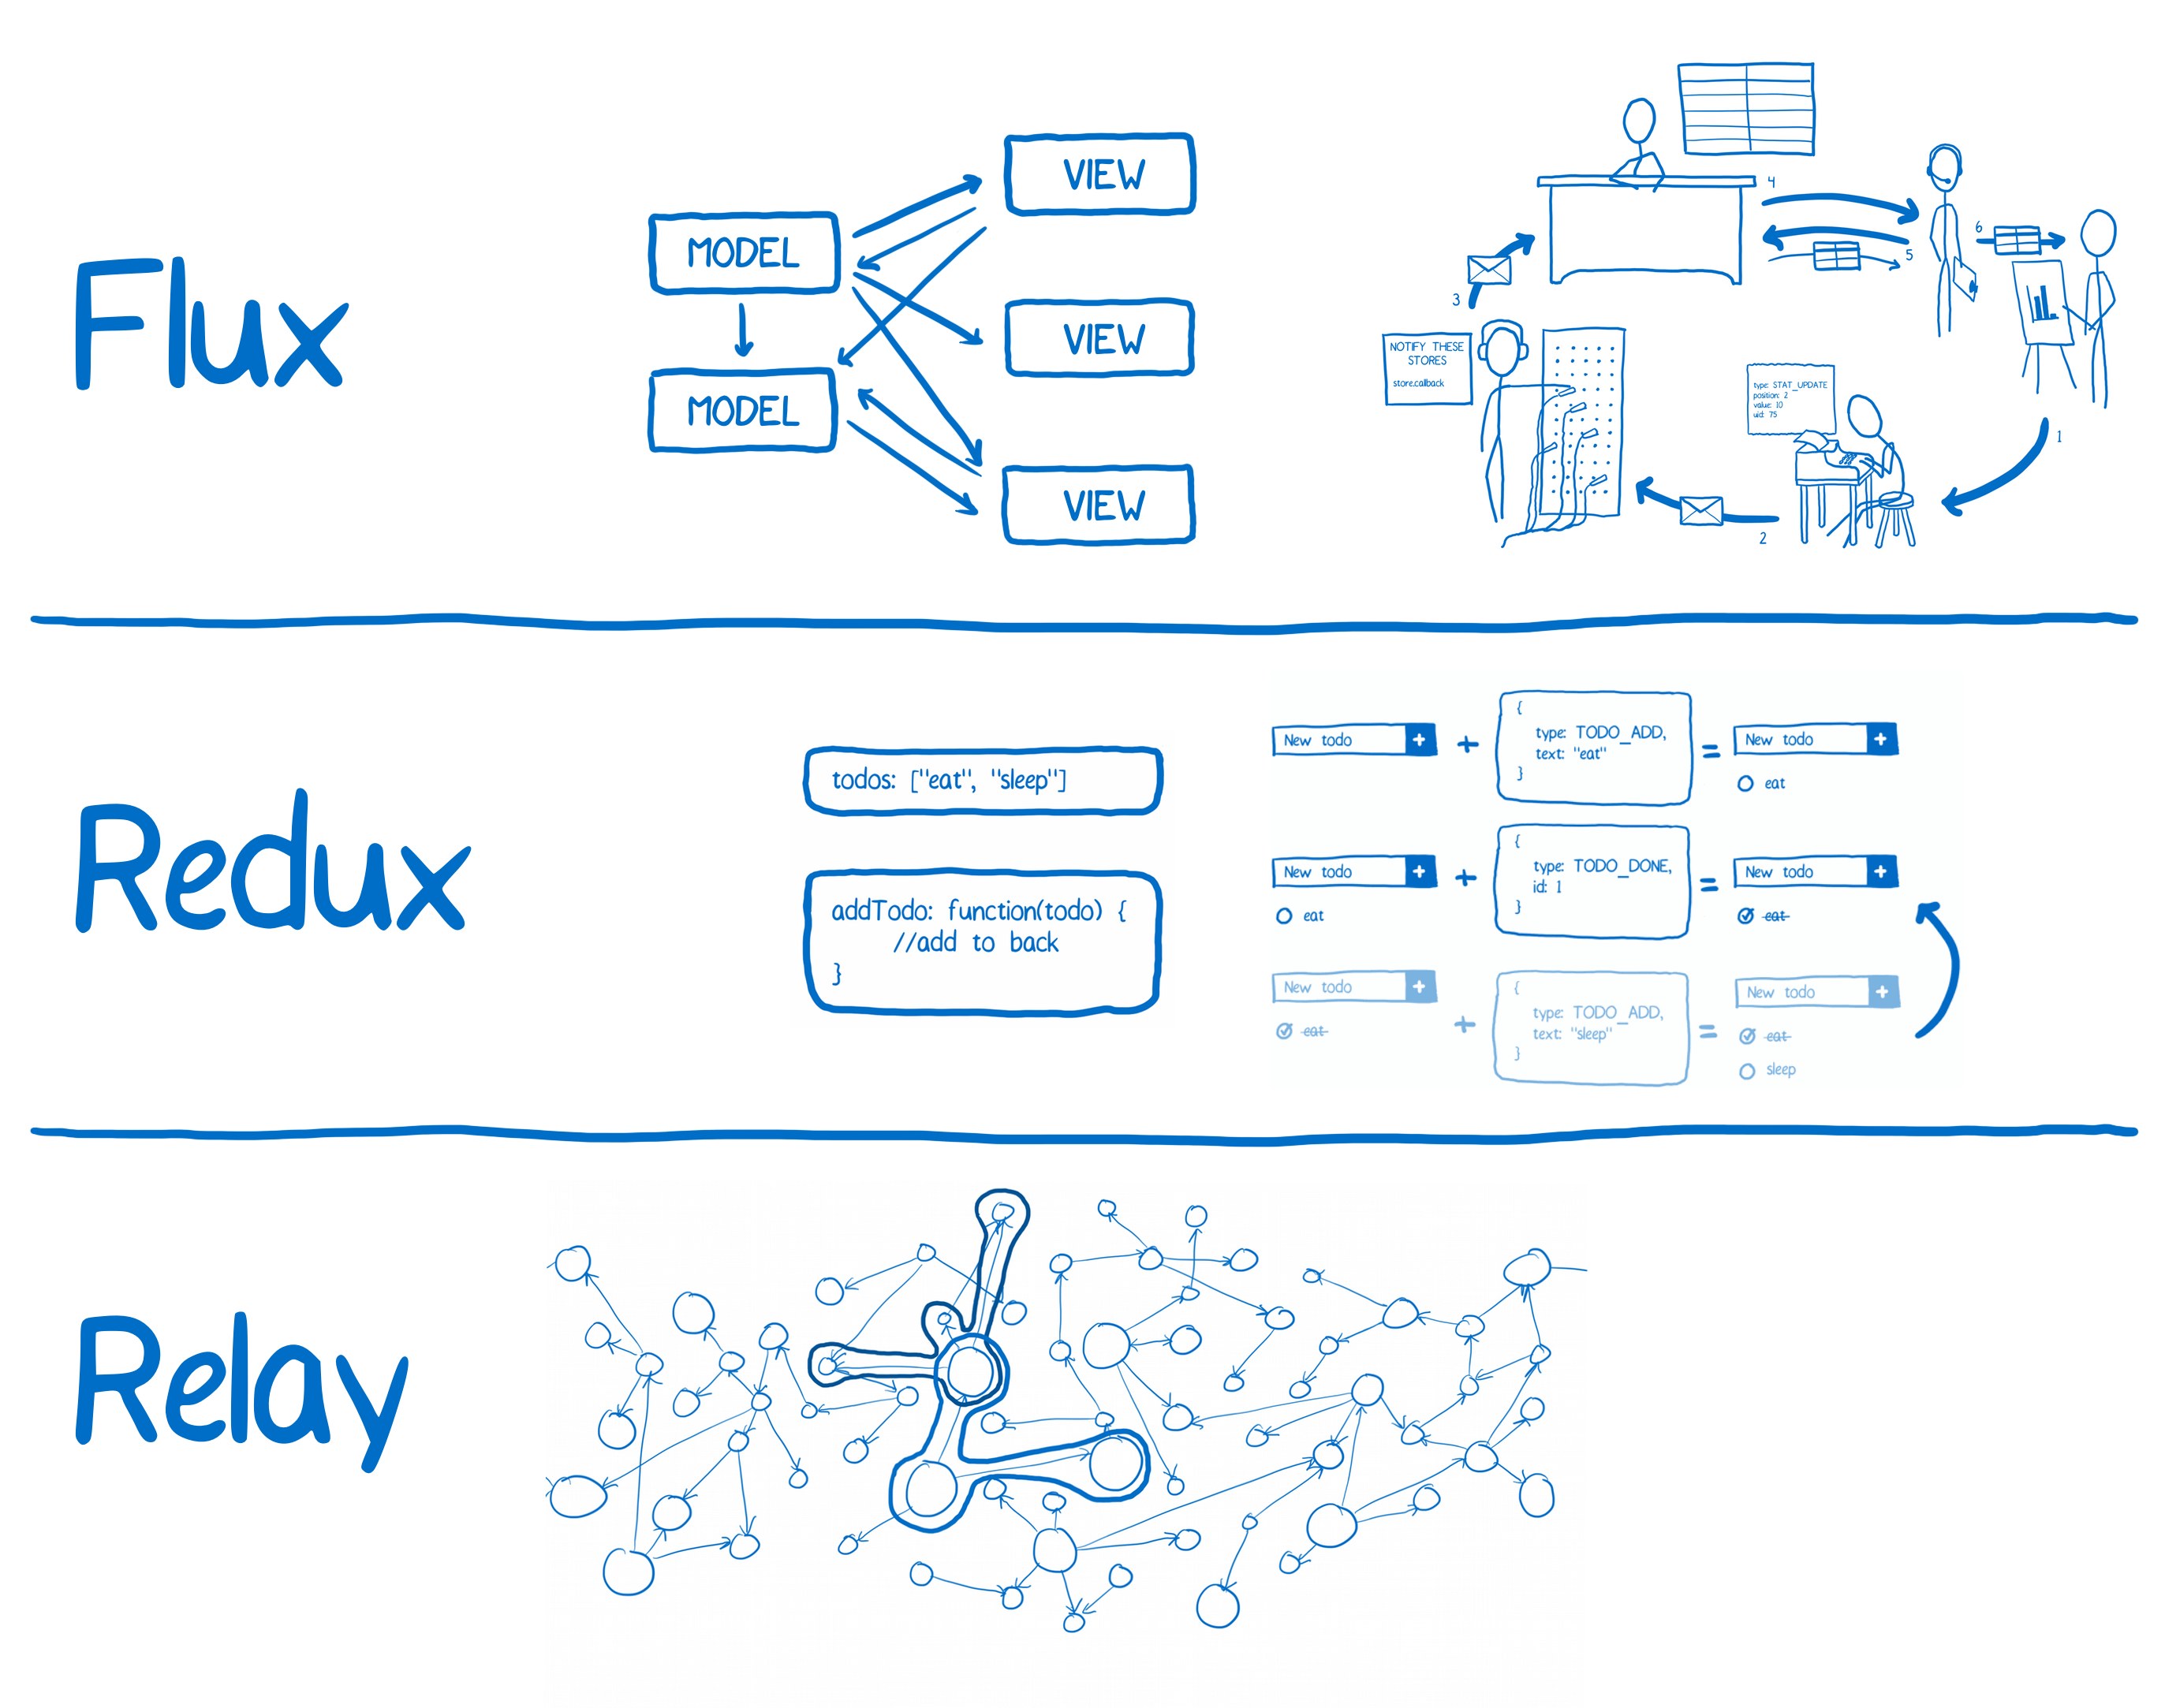 Flux
MODEL
MODEL
VIEW
VIEW
VIEW
4
5
6
3
NOTIFY THESE
STORES
store.callback
type: STAT_UPDATE
position: 2
value: 10
uid: 75
1
2
Redux
todos: ["eat", "sleep"]
addTodo: function(todo) {
//add to back
}
New todo +
+
{
type: TODO_ADD,
text: "eat"
}
=
New todo +
eat
New todo +
eat
+
{
type: TODO_DONE,
id: 1
}
=
New todo +
eat
New todo +
eat
+
{
type: TODO_ADD,
text: "sleep"
}
=
New todo +
eat
sleep
Relay